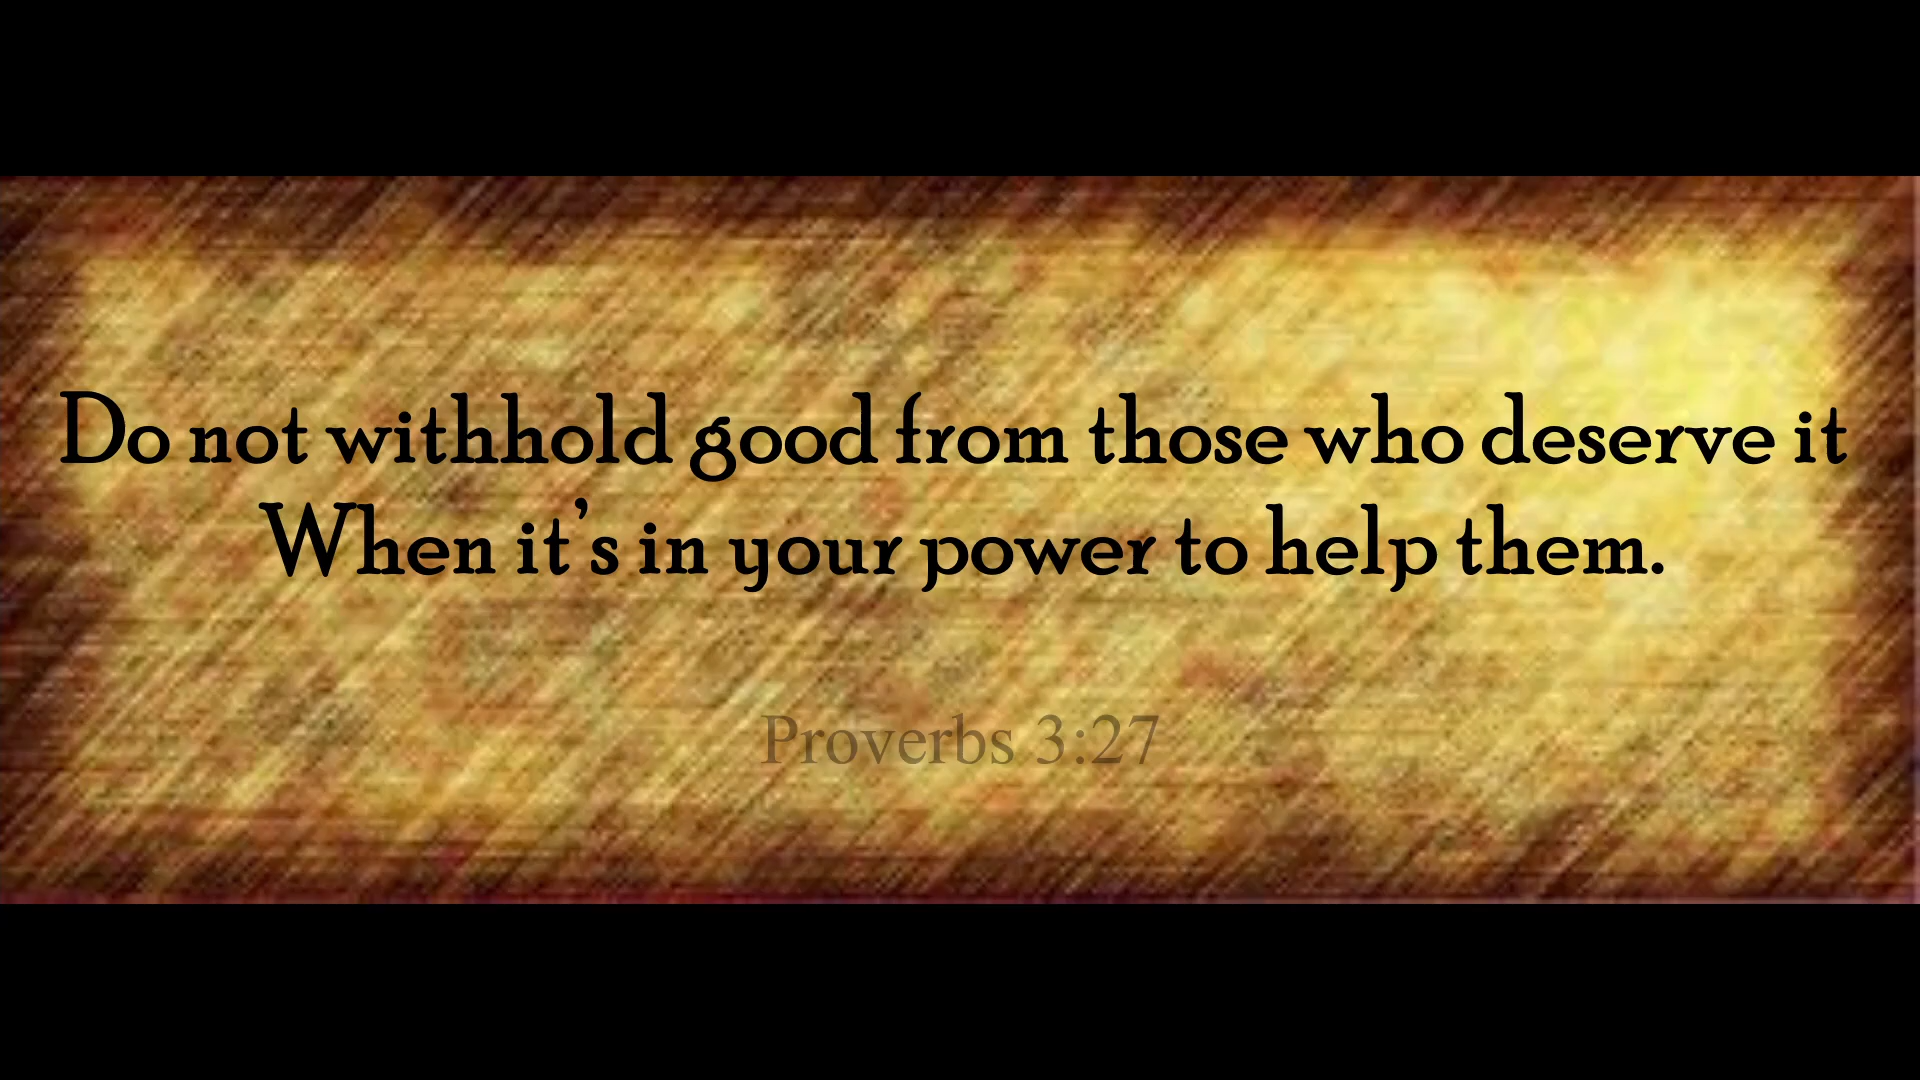 Do not withhold good from those who deserve it
When it’s in your power to help them.
Proverbs 3:27